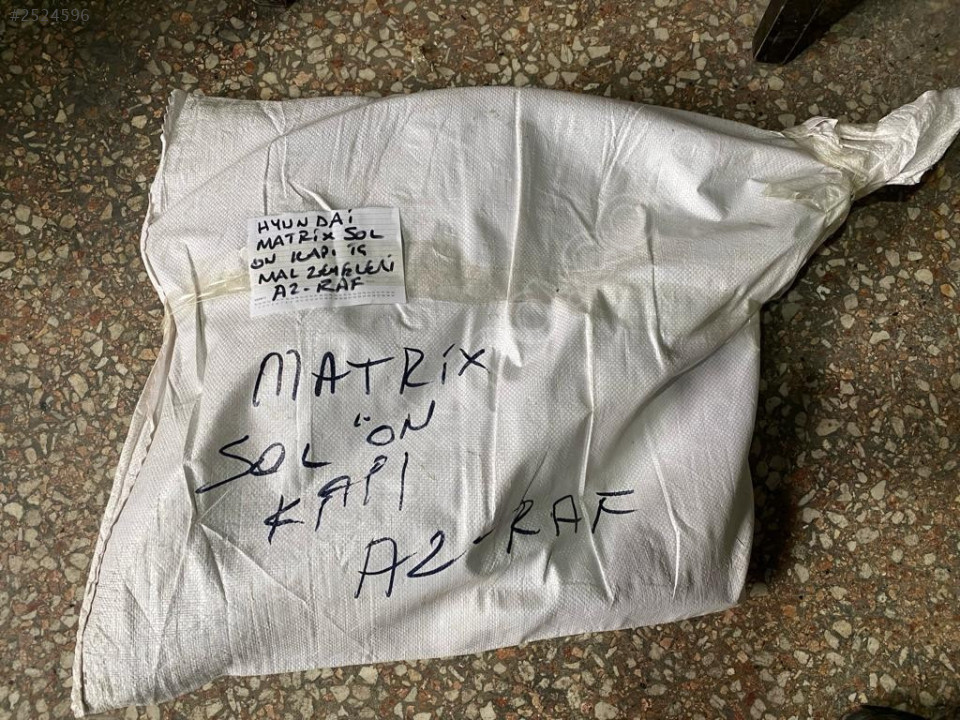 #2524596
HYUNDAİ
MATRİX SOL
ÖN KAPI İÇ
MALZEMELERİ
A2-RAF
MATRİX
SOL ÖN
KAPI
A2-RAF